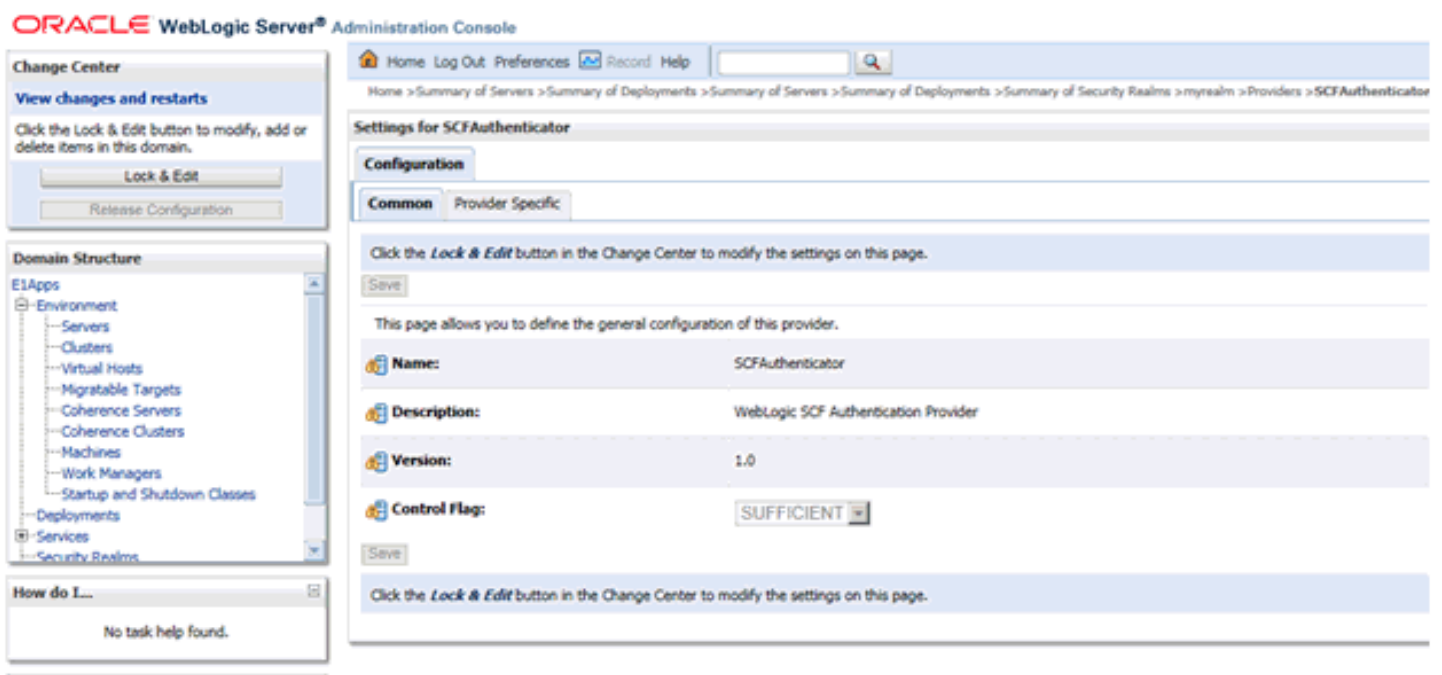 ORACLE WebLogic Server® Administration Console
Change Center
View changes and restarts
Click the Lock & Edit button to modify, add or
delete items in this domain.
Lock & Edit
Release Configuration
Domain Structure
E1Apps
Environment
Servers
Clusters
Virtual Hosts
Migratable Targets
Coherence Servers
Coherence Clusters
Machines
Work Managers
Startup and Shutdown Classes
Deployments
Services
Security Realms
How do I...
No task help found.
Home Log Out Preferences Record Help
Home >Summary of Servers >Summary of Deployments >Summary of Servers >Summary of Deployments >Summary of Security Realms >myrealm >Providers >SCFAuthenticator
Settings for SCFAuthenticator
Configuration
Common Provider Specific
Click the Lock & Edit button in the Change Center to modify the settings on this page.
Save
This page allows you to define the general configuration of this provider.
Name: SCFAuthenticator
Description: WebLogic SCF Authentication Provider
Version: 1.0
Control Flag: SUFFICIENT
Save
Click the Lock & Edit button in the Change Center to modify the settings on this page.